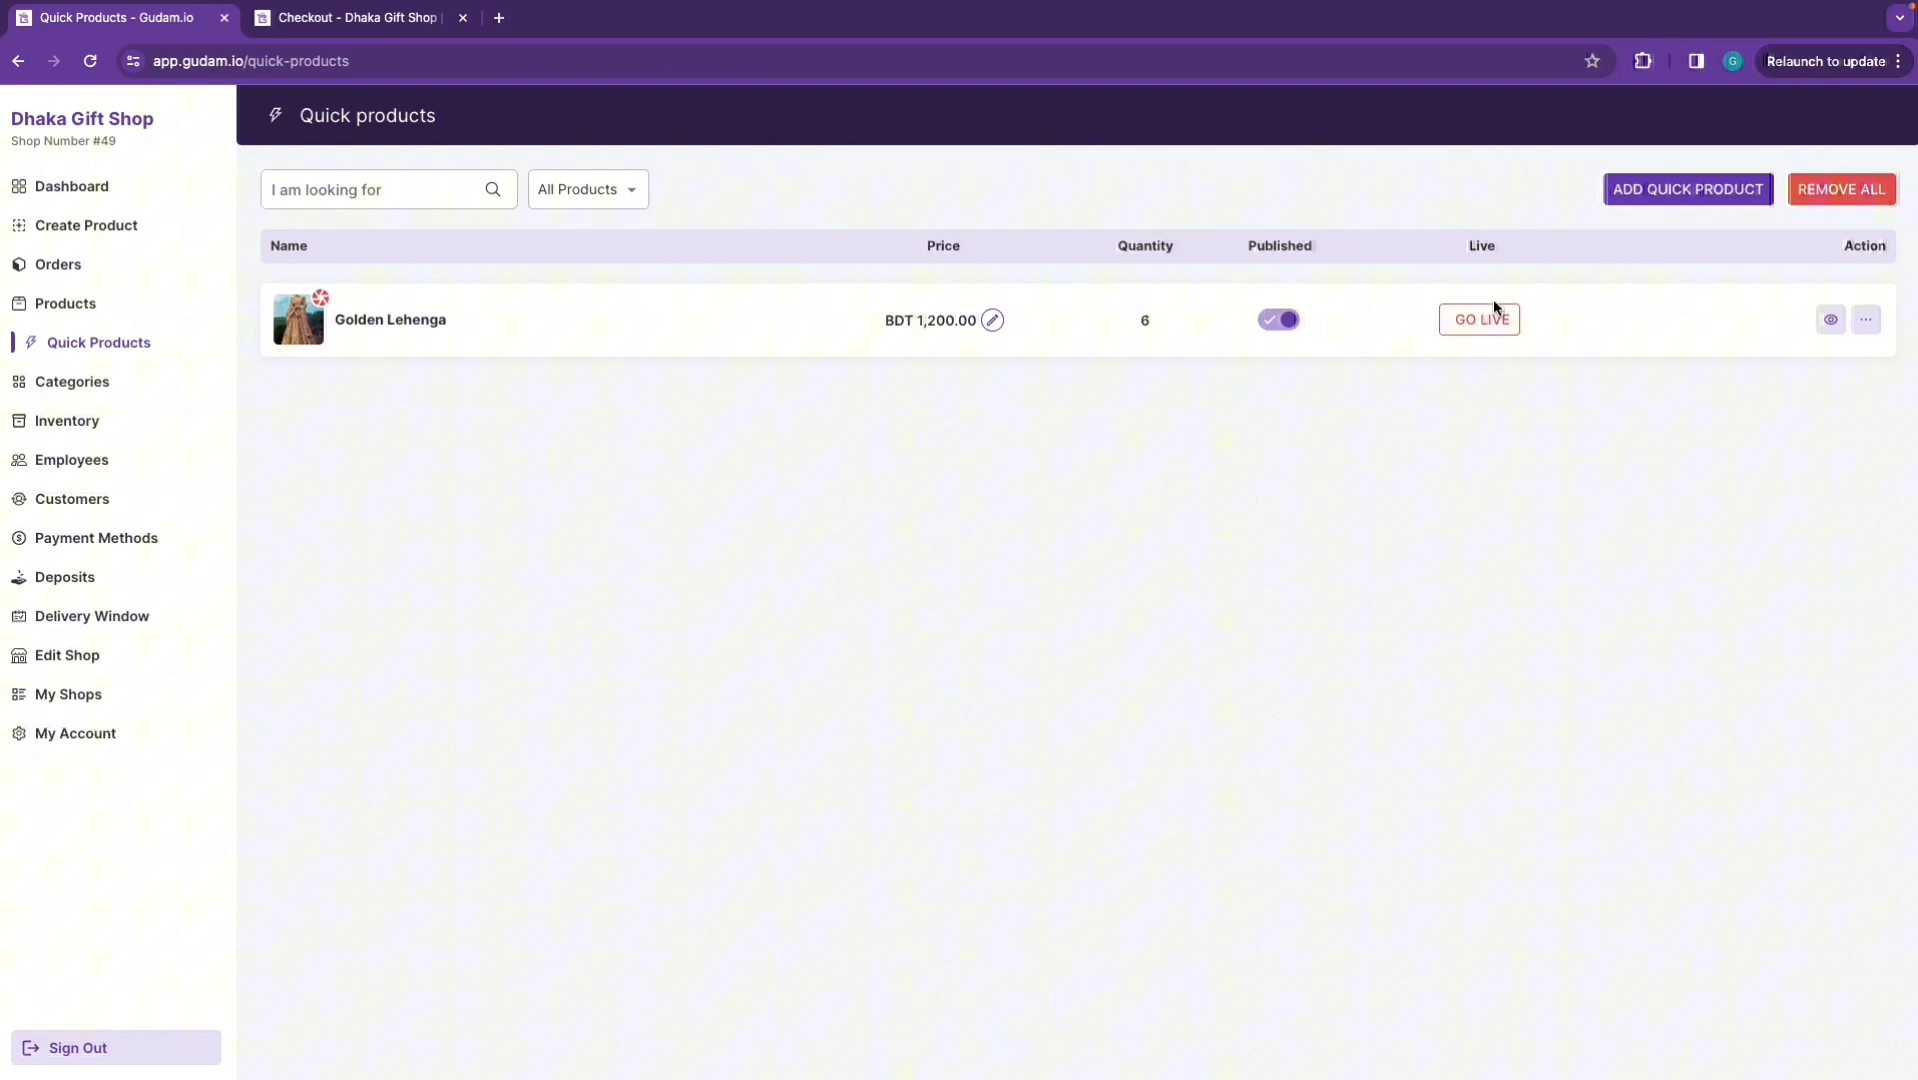 Quick Products - Gudam.io
Checkout - Dhaka Gift Shop
app.gudam.io/quick-products
G
Relaunch to update
Dhaka Gift Shop
Shop Number #49
Dashboard
Create Product
Orders
Products
Quick Products
Categories
Inventory
Employees
Customers
Payment Methods
Deposits
Delivery Window
Edit Shop
My Shops
My Account
Sign Out
Quick products
I am looking for
All Products
ADD QUICK PRODUCT
REMOVE ALL
Name Price Quantity Published Live Action
Golden Lehenga BDT 1,200.00 6 GO LIVE